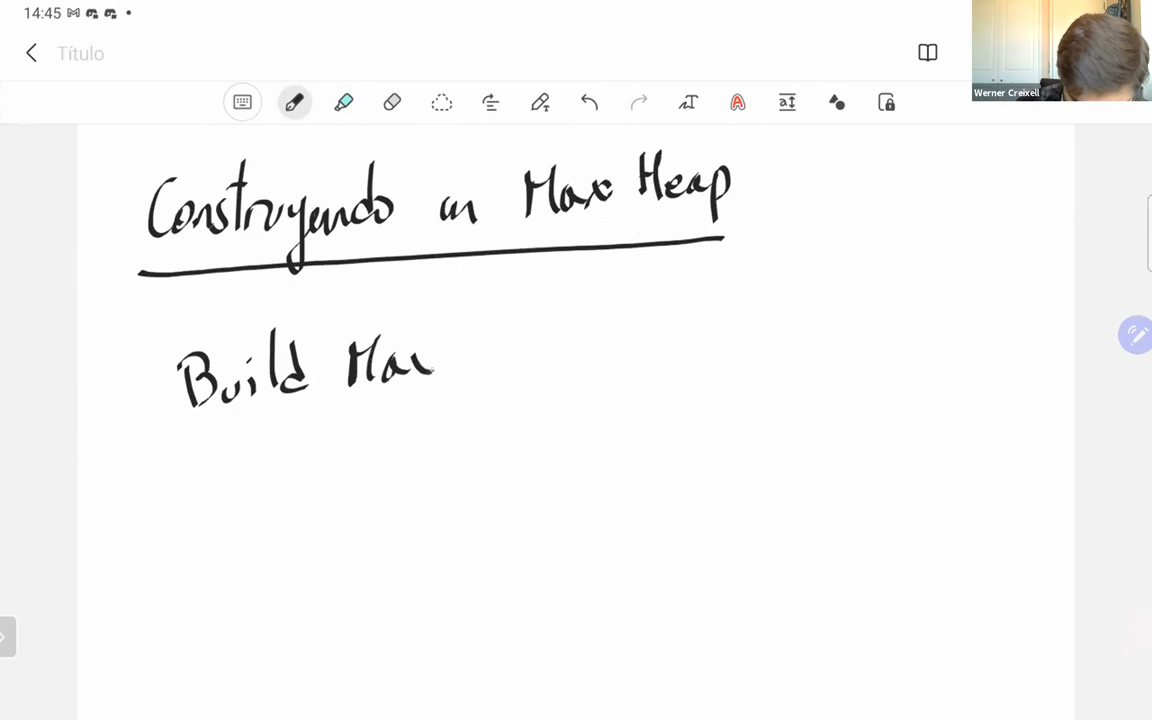 14:45
Título
Werner Creixell
Construyendo un Max Heap
Build Max